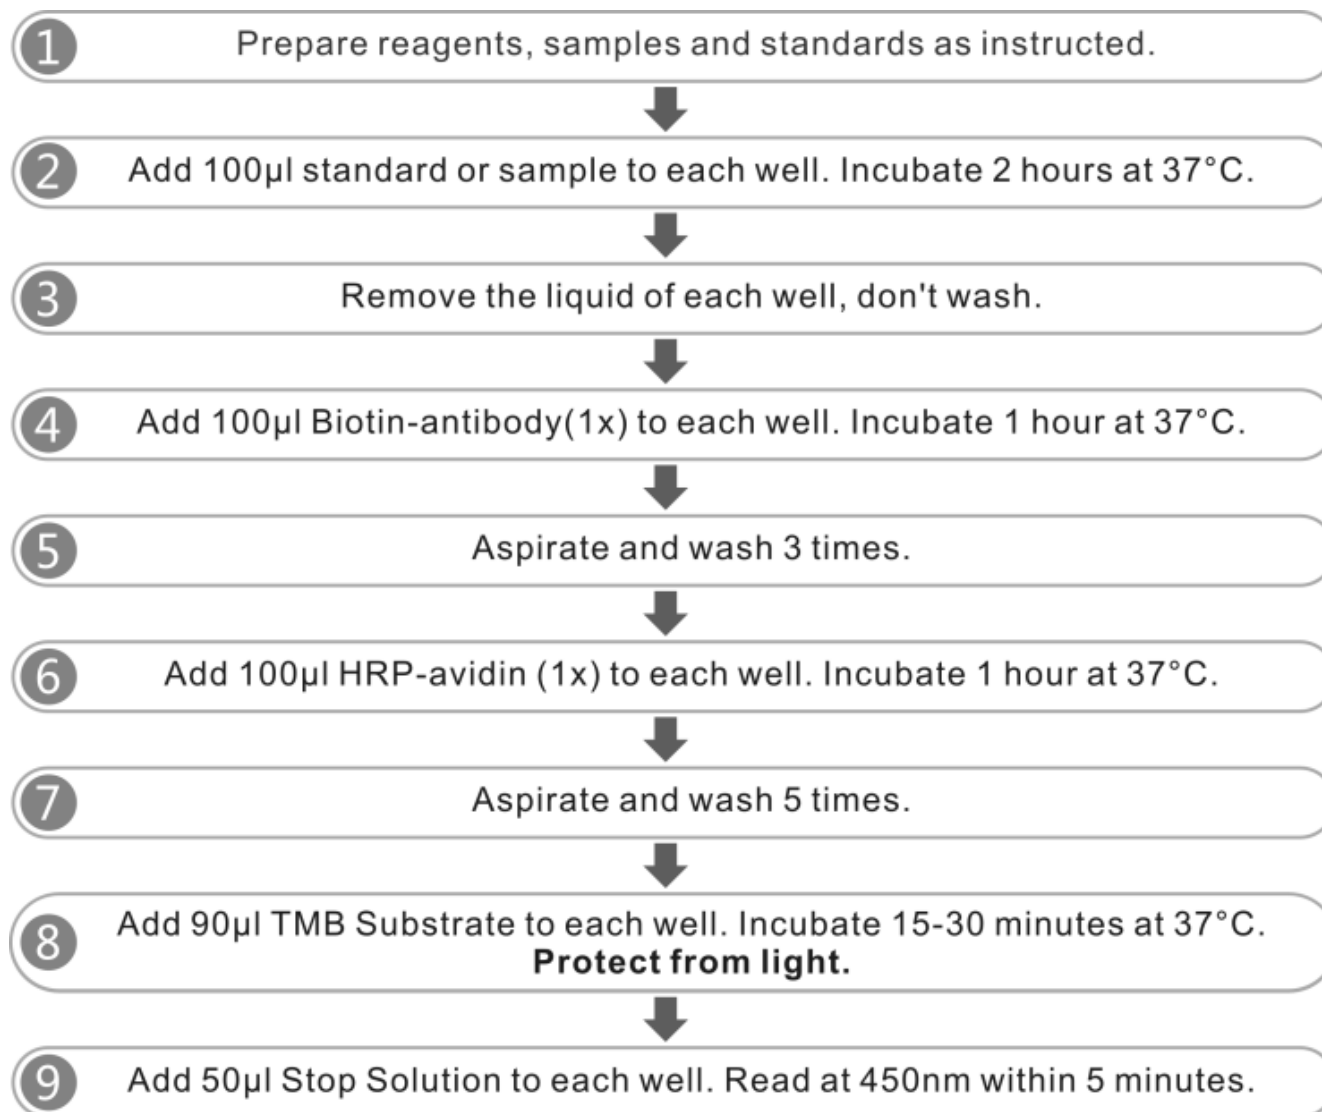 1 Prepare reagents, samples and standards as instructed.
2 Add 100µl standard or sample to each well. Incubate 2 hours at 37°C.
3 Remove the liquid of each well, don't wash.
4 Add 100µl Biotin-antibody(1x) to each well. Incubate 1 hour at 37°C.
5 Aspirate and wash 3 times.
6 Add 100µl HRP-avidin (1x) to each well. Incubate 1 hour at 37°C.
7 Aspirate and wash 5 times.
8 Add 90µl TMB Substrate to each well. Incubate 15-30 minutes at 37°C.
Protect from light.
9 Add 50µl Stop Solution to each well. Read at 450nm within 5 minutes.